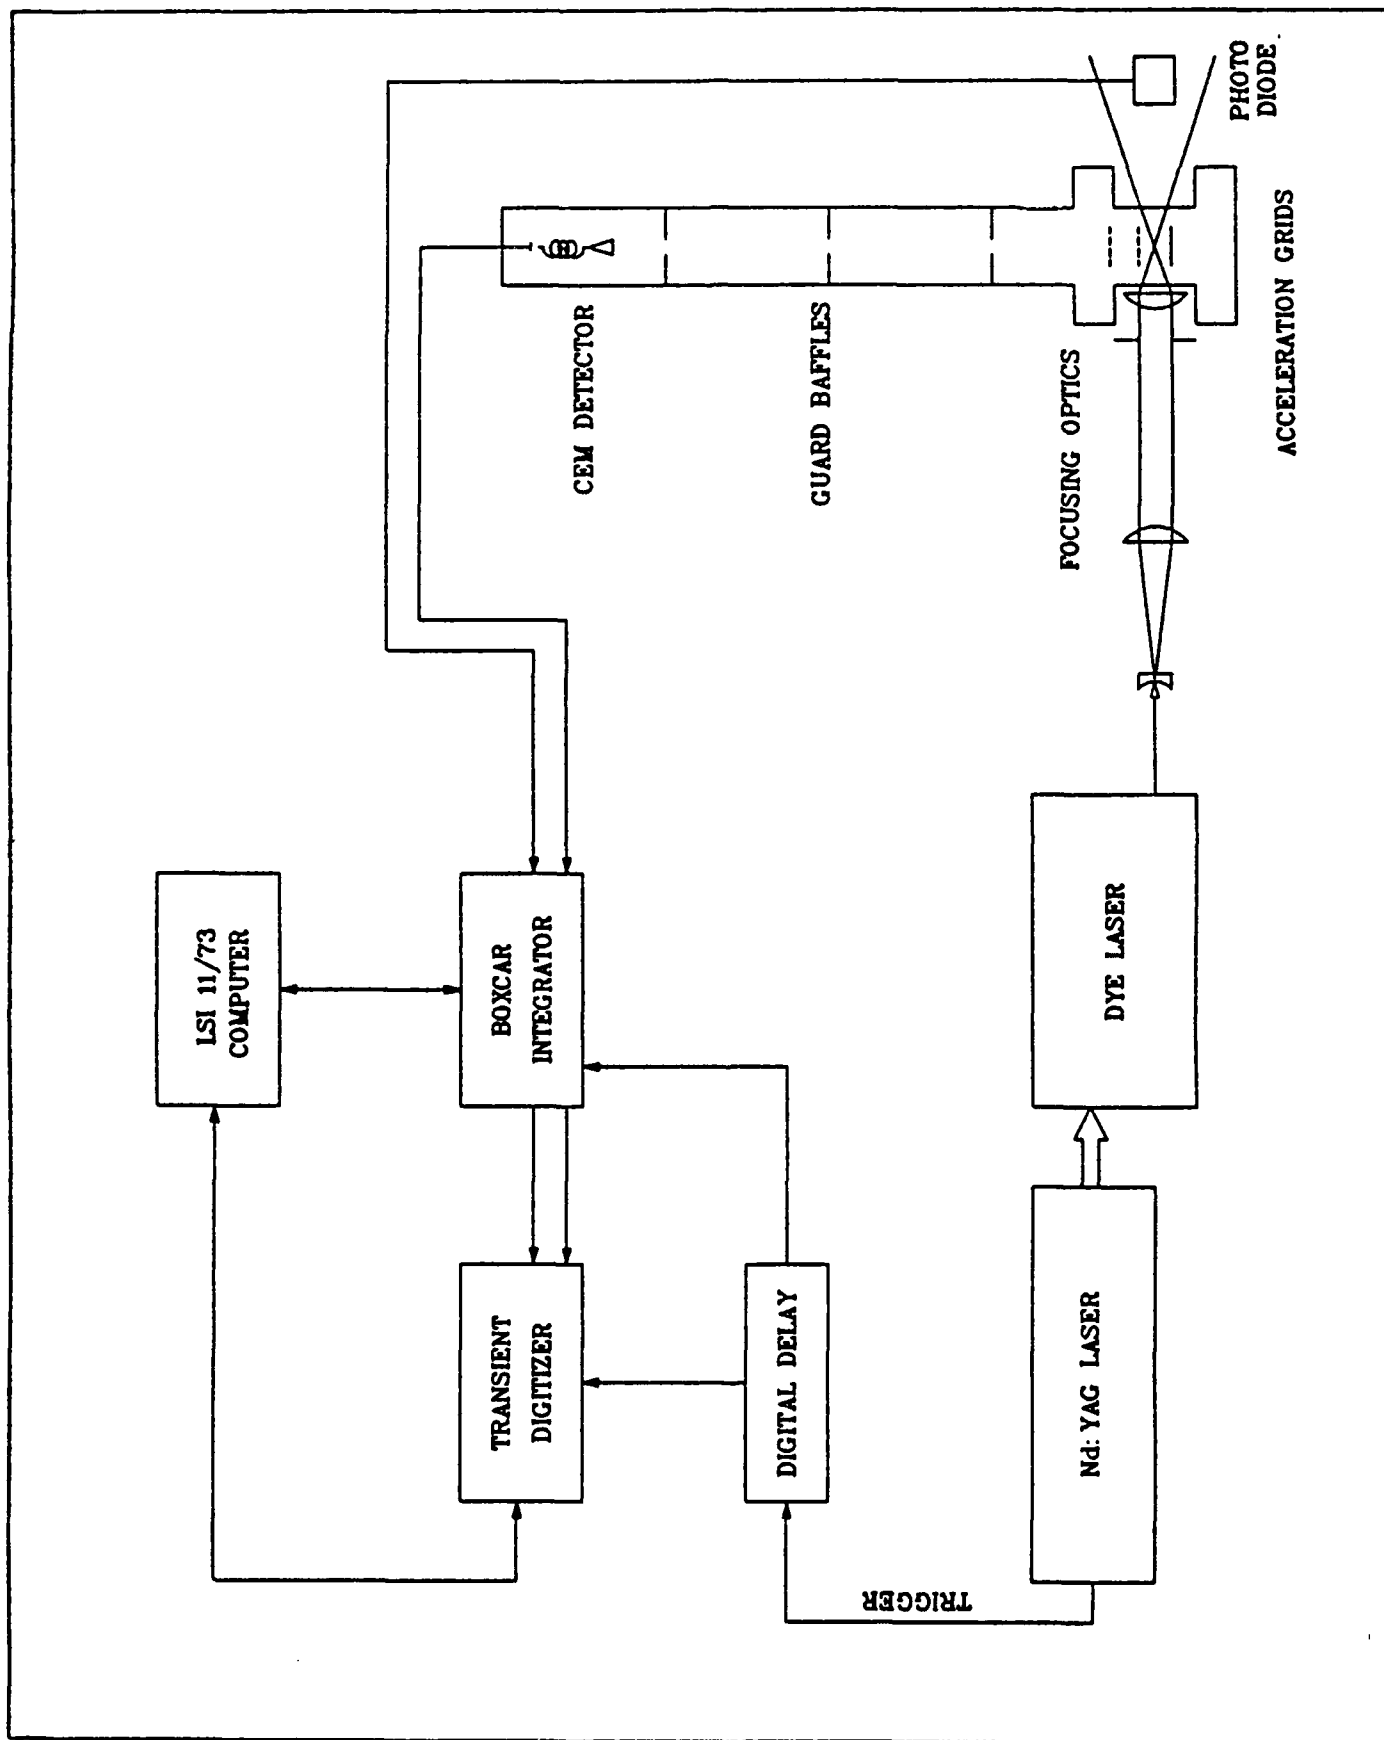 LSI 11/73
COMPUTER
TRANSIENT
DIGITIZER
BOXCAR
INTEGRATOR
CEM DETECTOR
DIGITAL DELAY
GUARD BAFFLES
TRIGGER
Nd: YAG LASER
DYE LASER
FOCUSING OPTICS
PHOTO
DIODE
ACCELERATION GRIDS